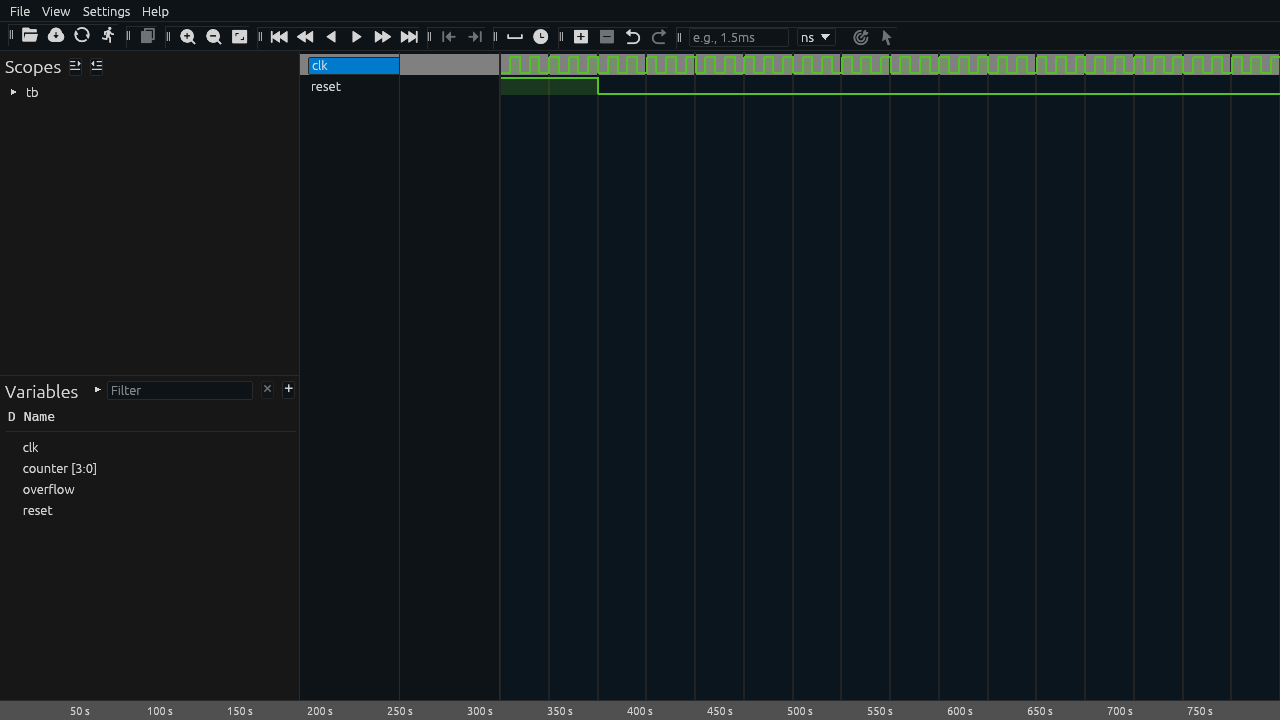 File View Settings Help
e.g., 1.5ms ns
Scopes
tb
clk
reset
Variables Filter
D Name
clk
counter [3:0]
overflow
reset
50 s 100 s 150 s 200 s 250 s 300 s 350 s 400 s 450 s 500 s 550 s 600 s 650 s 700 s 750 s